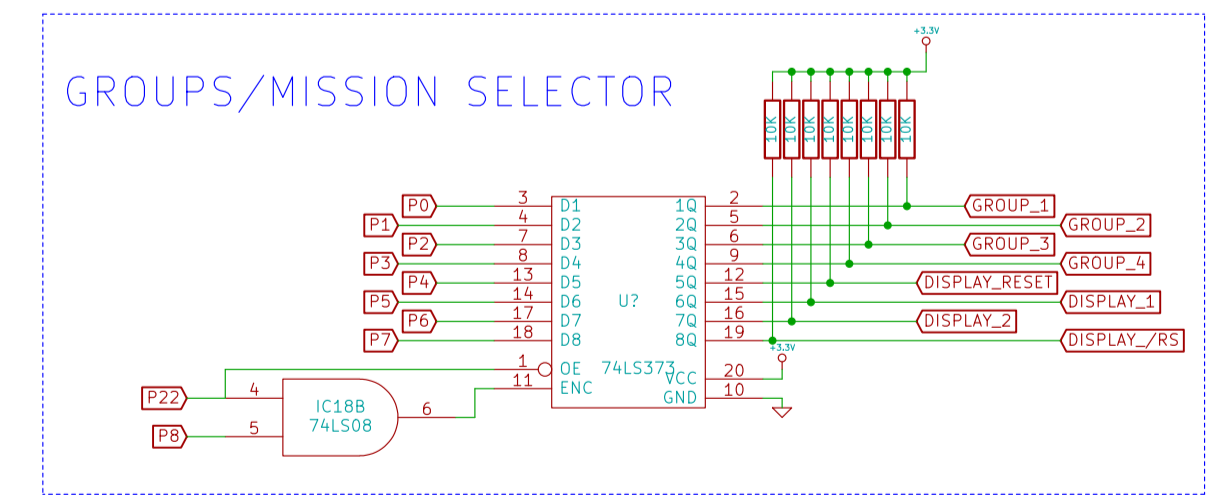 +3.3V
GROUPS/MISSION SELECTOR
10K 10K 10K 10K 10K 10K 10K 10K
P0 3 D1 1Q 2 GROUP_1
P1 4 D2 2Q 5 GROUP_2
P2 7 D3 3Q 6 GROUP_3
P3 8 D4 4Q 9 GROUP_4
P4 13 D5 5Q 12 DISPLAY_RESET
P5 14 D6 U? 6Q 15 DISPLAY_1
P6 17 D7 7Q 16 DISPLAY_2
P7 18 D8 8Q 19 DISPLAY_/RS
+3.3V
1 OE 74LS373 VCC 20
11 ENC GND 10
P22 4
IC18B 6
74LS08
P8 5